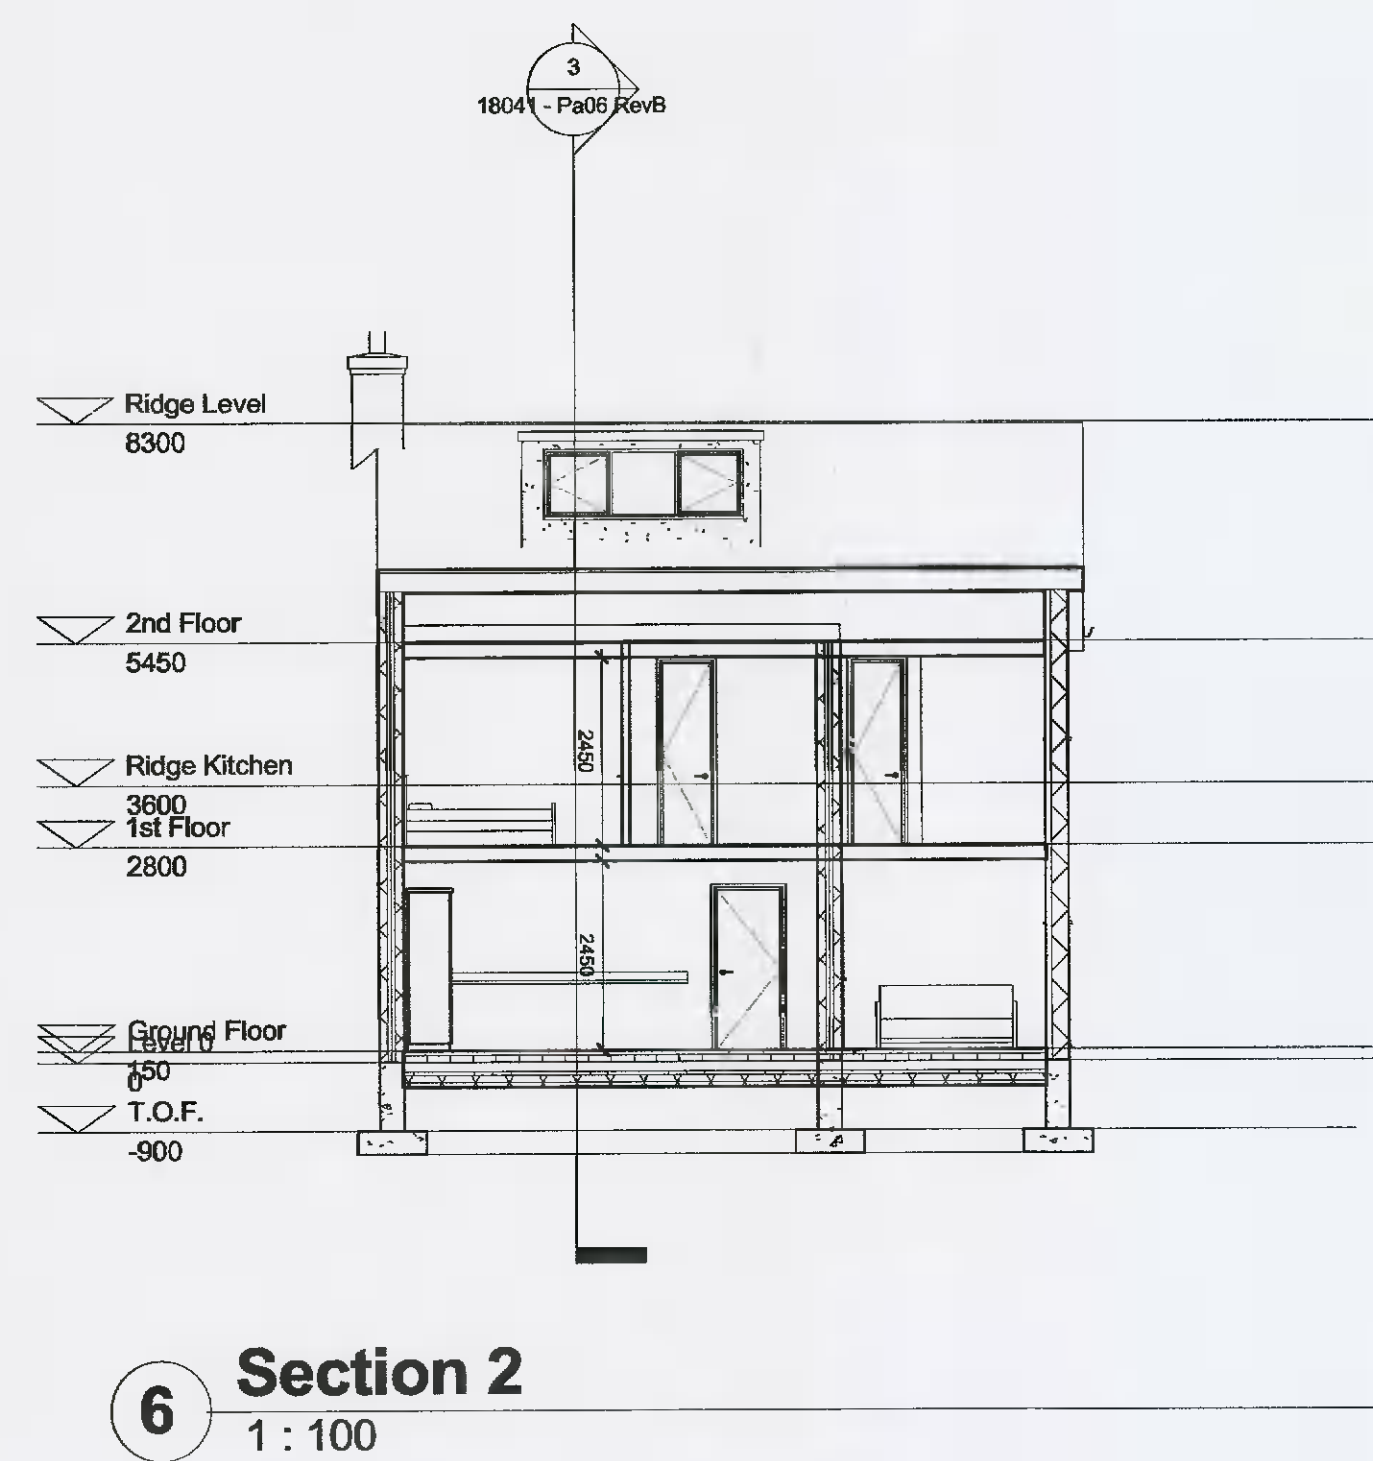 3
18041 - Pa06 RevB
Ridge Level
8300
2nd Floor
5450
2450
Ridge Kitchen
3600
1st Floor
2800
2450
Ground Floor
Level 0
150
0
T.O.F.
-900
6
Section 2
1 : 100